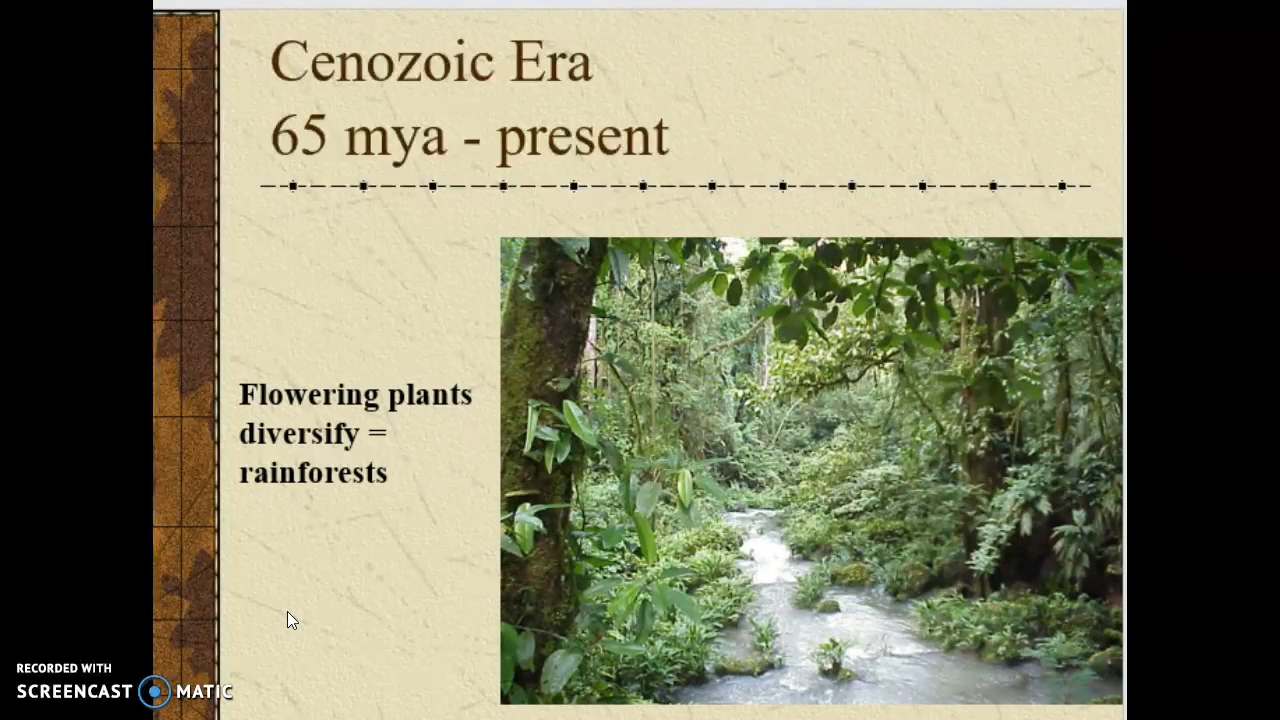 Cenozoic Era
65 mya - present
Flowering plants
diversify =
rainforests
RECORDED WITH
SCREENCAST MATIC